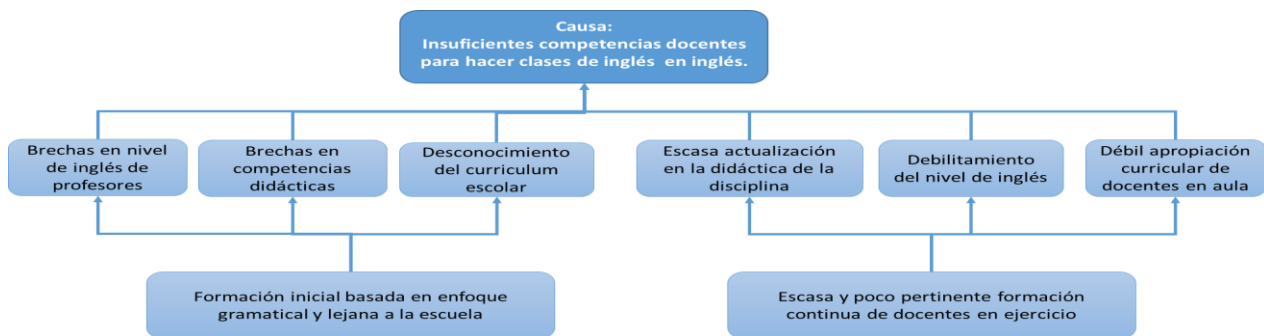 Causa:
Insuficientes competencias docentes
para hacer clases de inglés en inglés.
Brechas en nivel
de inglés de
profesores
Brechas en
competencias
didácticas
Desconocimiento
del curriculum
escolar
Escasa actualización
en la didáctica de la
disciplina
Debilitamiento
del nivel de inglés
Débil apropiación
curricular de
docentes en aula
Formación inicial basada en enfoque
gramatical y lejana a la escuela
Escasa y poco pertinente formación
continua de docentes en ejercicio